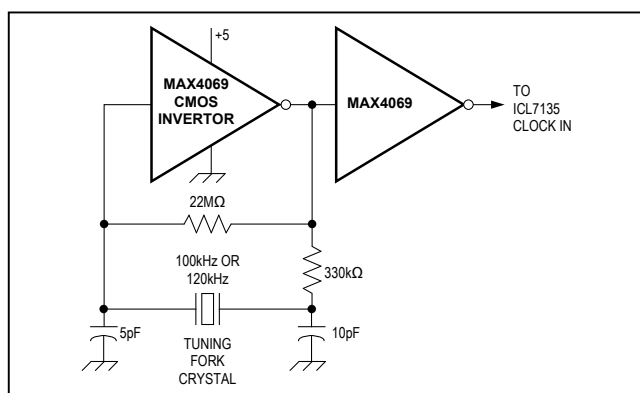 +5
MAX4069
CMOS
INVERTOR
MAX4069
TO
ICL7135
CLOCK IN
22MΩ
100kHz OR
120kHz
330kΩ
5pF
10pF
TUNING
FORK
CRYSTAL